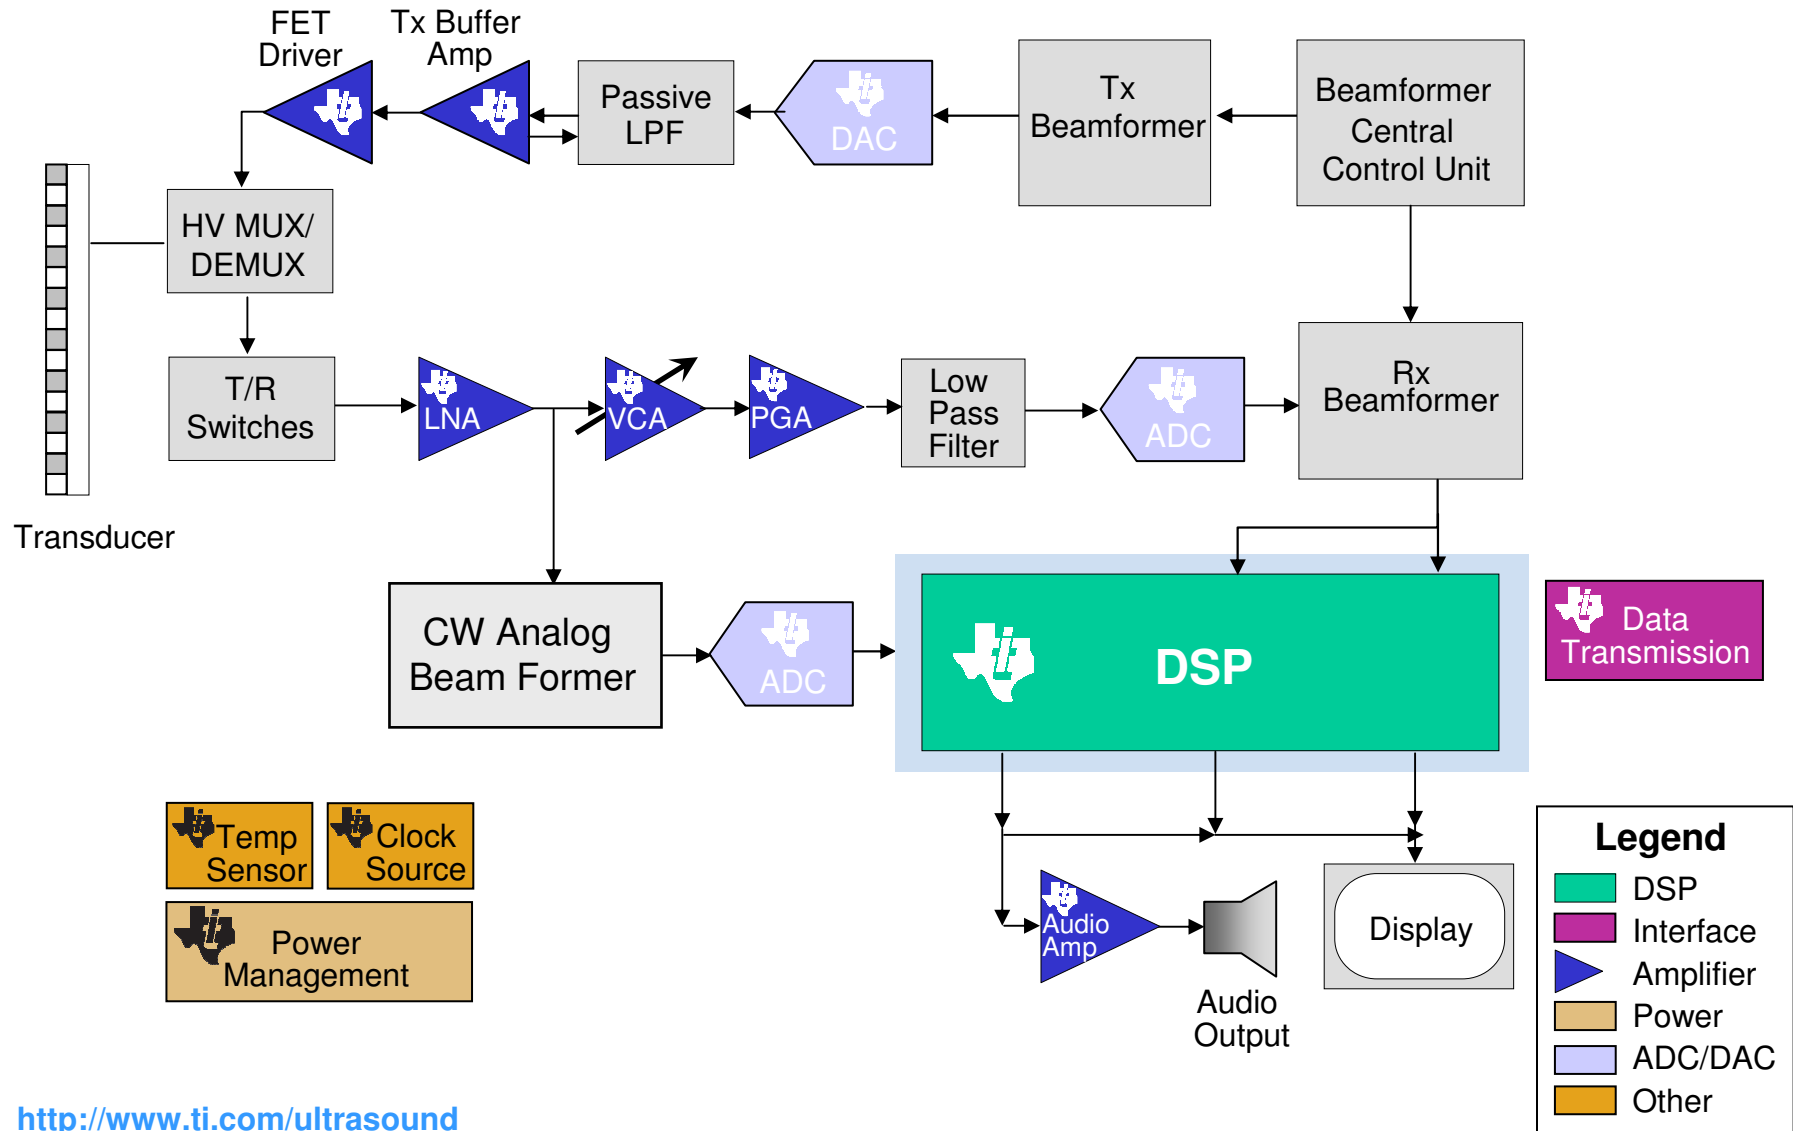 FET
Driver
Tx Buffer
Amp
Passive
LPF
DAC
Tx
Beamformer
Beamformer
Central
Control Unit
HV MUX/
DEMUX
T/R
Switches
LNA
VCA
PGA
Low
Pass
Filter
ADC
Rx
Beamformer
Transducer
CW Analog
Beam Former
ADC
DSP
Data
Transmission
Temp
Sensor
Clock
Source
Power
Management
Audio
Amp
Audio
Output
Display
Legend
DSP
Interface
Amplifier
Power
ADC/DAC
Other
http://www.ti.com/ultrasound